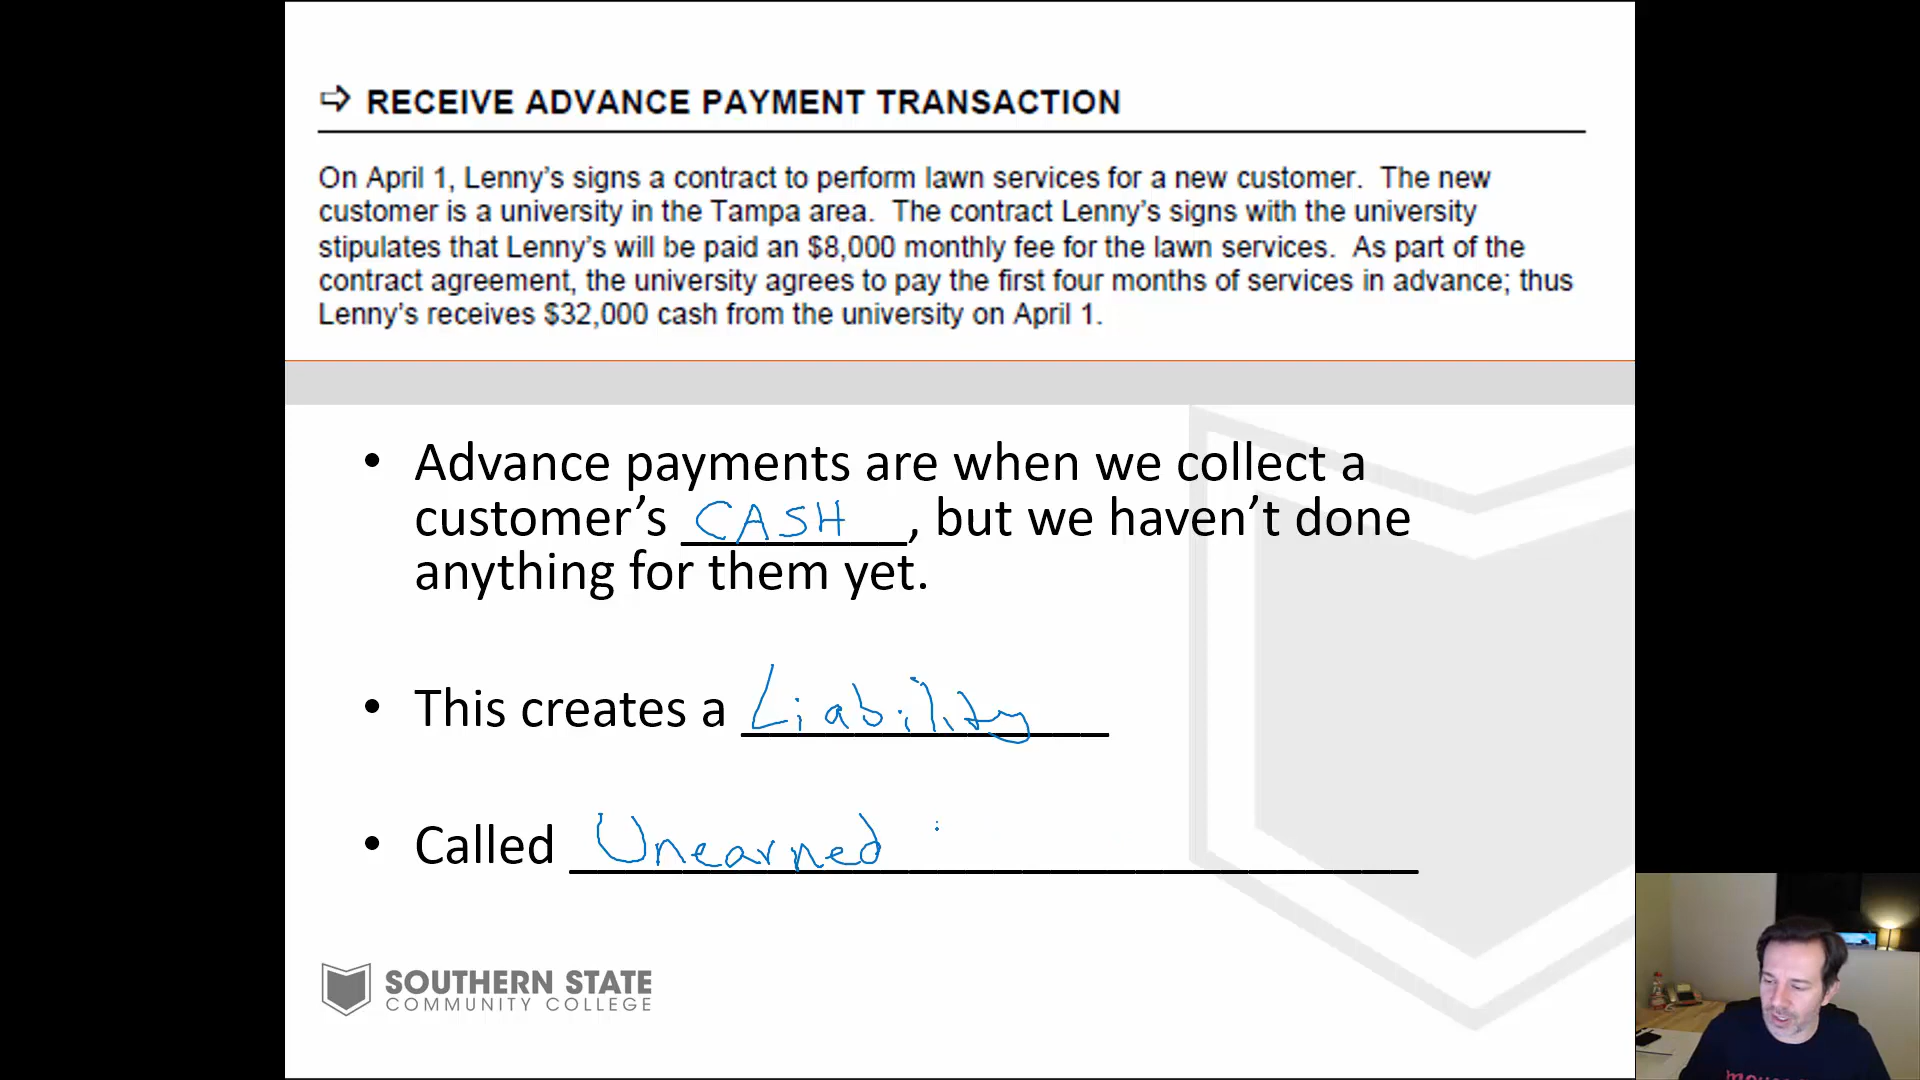 ⇨ RECEIVE ADVANCE PAYMENT TRANSACTION
On April 1, Lenny's signs a contract to perform lawn services for a new customer. The new
customer is a university in the Tampa area. The contract Lenny's signs with the university
stipulates that Lenny's will be paid an $8,000 monthly fee for the lawn services. As part of the
contract agreement, the university agrees to pay the first four months of services in advance; thus
Lenny's receives $32,000 cash from the university on April 1.
• Advance payments are when we collect a
customer's CASH, but we haven't done
anything for them yet.
• This creates a Liability
• Called Unearned
SOUTHERN STATE
COMMUNITY COLLEGE